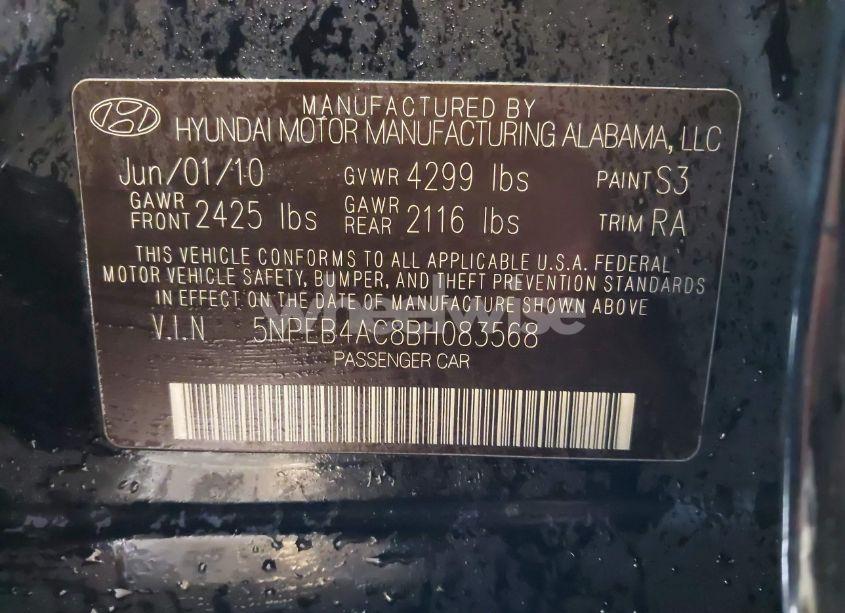 MANUFACTURED BY
HYUNDAI MOTOR MANUFACTURING ALABAMA, LLC
Jun/01/10 GVWR 4299 lbs PAINT S3
GAWR FRONT 2425 lbs GAWR REAR 2116 lbs TRIM RA
THIS VEHICLE CONFORMS TO ALL APPLICABLE U.S.A. FEDERAL
MOTOR VEHICLE SAFETY, BUMPER, AND THEFT PREVENTION STANDARDS
IN EFFECT ON THE DATE OF MANUFACTURE SHOWN ABOVE
wheelwise
V.I.N 5NPEB4AC8BH083568
PASSENGER CAR